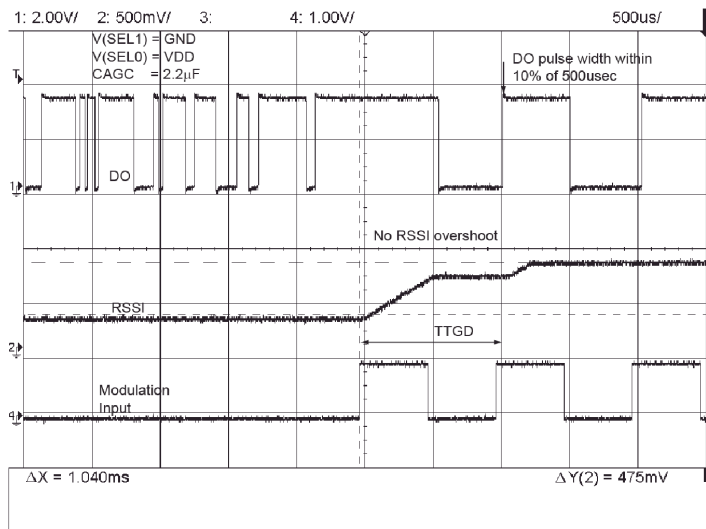 1: 2.00V/ 2: 500mV/ 3: 4: 1.00V/ 500us/
V(SEL1) = GND
V(SEL0) = VDD
CAGC = 2.2µF
DO pulse width within
10% of 500usec
T
1
DO
No RSSI overshoot
RSSI
TTGD
2
Modulation
Input
4
ΔX = 1.040ms ΔY(2) = 475mV